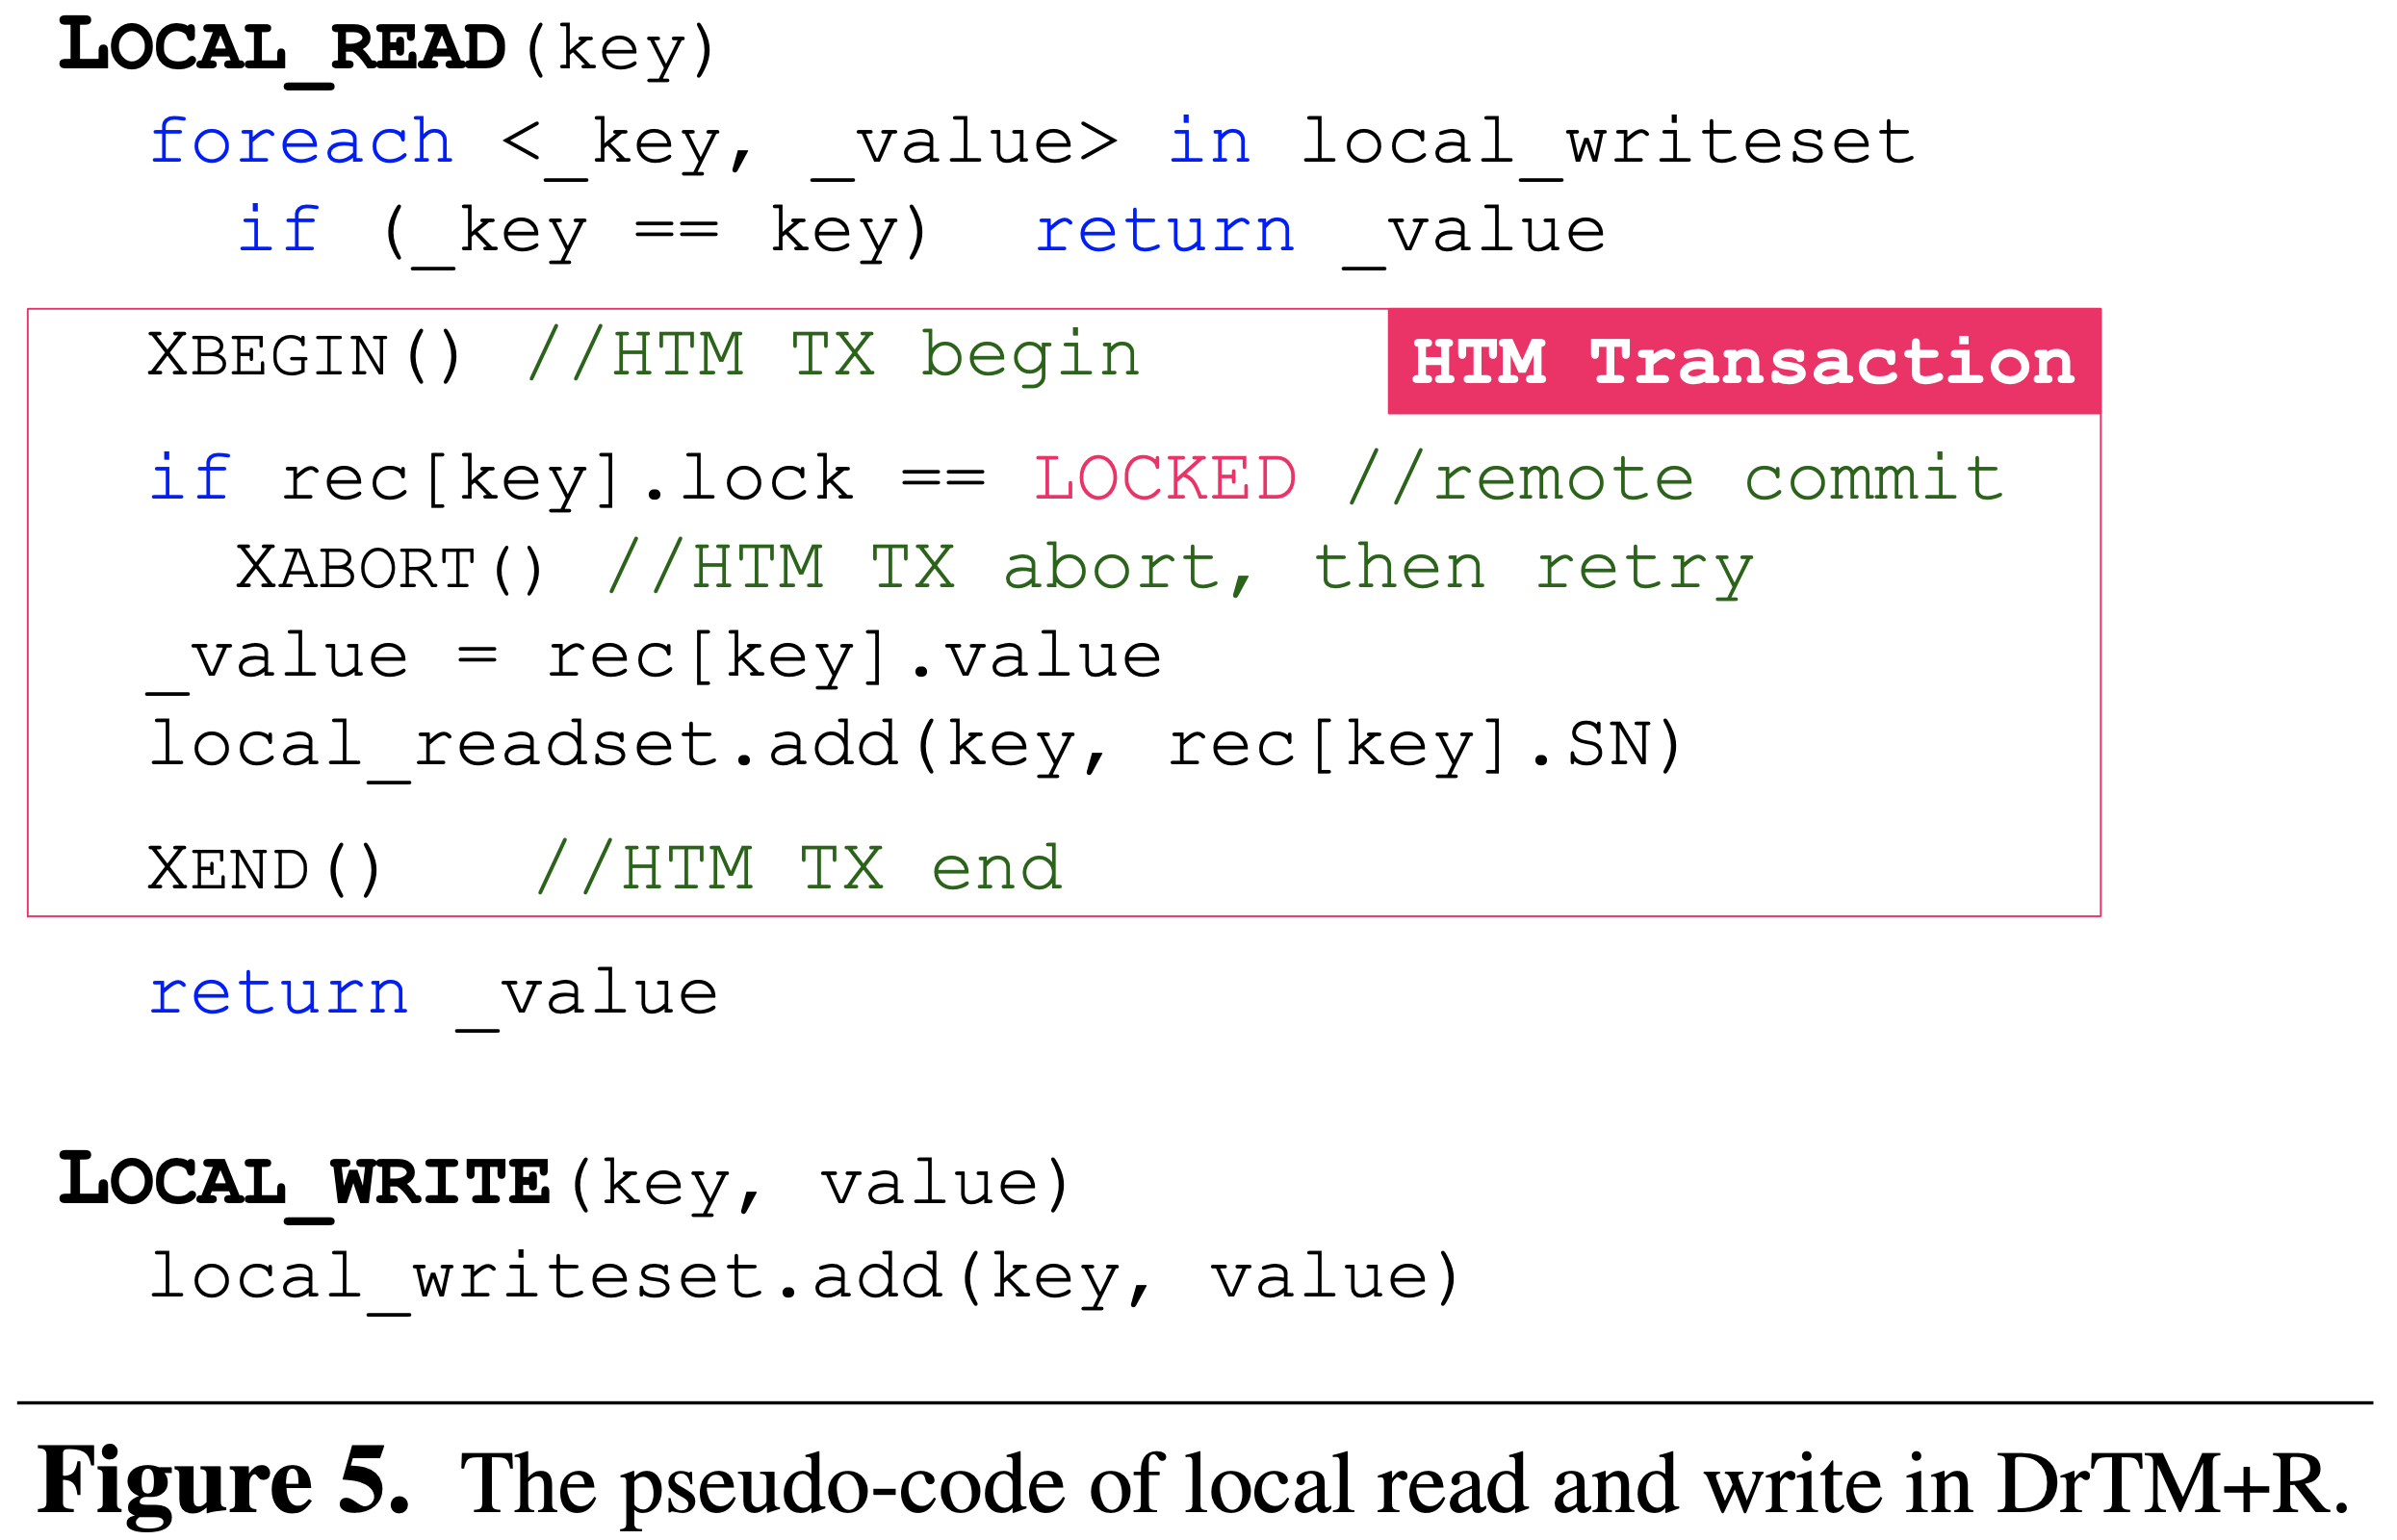 LOCAL_READ(key)
foreach <_key, _value> in local_writeset
if (_key == key) return _value
XBEGIN() //HTM TX begin
HTM Transaction
if rec[key].lock == LOCKED //remote commit
XABORT() //HTM TX abort, then retry
_value = rec[key].value
local_readset.add(key, rec[key].SN)
XEND() //HTM TX end
return _value
LOCAL_WRITE(key, value)
local_writeset.add(key, value)
Figure 5. The pseudo-code of local read and write in DrTM+R.